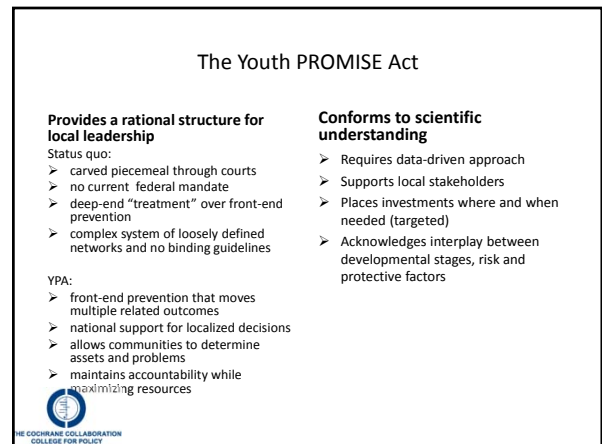 The Youth PROMISE Act
Provides a rational structure for
local leadership
Status quo:
➢ carved piecemeal through courts
➢ no current federal mandate
➢ deep-end “treatment” over front-end
prevention
➢ complex system of loosely defined
networks and no binding guidelines
YPA:
➢ front-end prevention that moves
multiple related outcomes
➢ national support for localized decisions
➢ allows communities to determine
assets and problems
➢ maintains accountability while
maximizing resources
Conforms to scientific
understanding
➢ Requires data-driven approach
➢ Supports local stakeholders
➢ Places investments where and when
needed (targeted)
➢ Acknowledges interplay between
developmental stages, risk and
protective factors
THE COCHRANE COLLABORATION
COLLEGE FOR POLICY